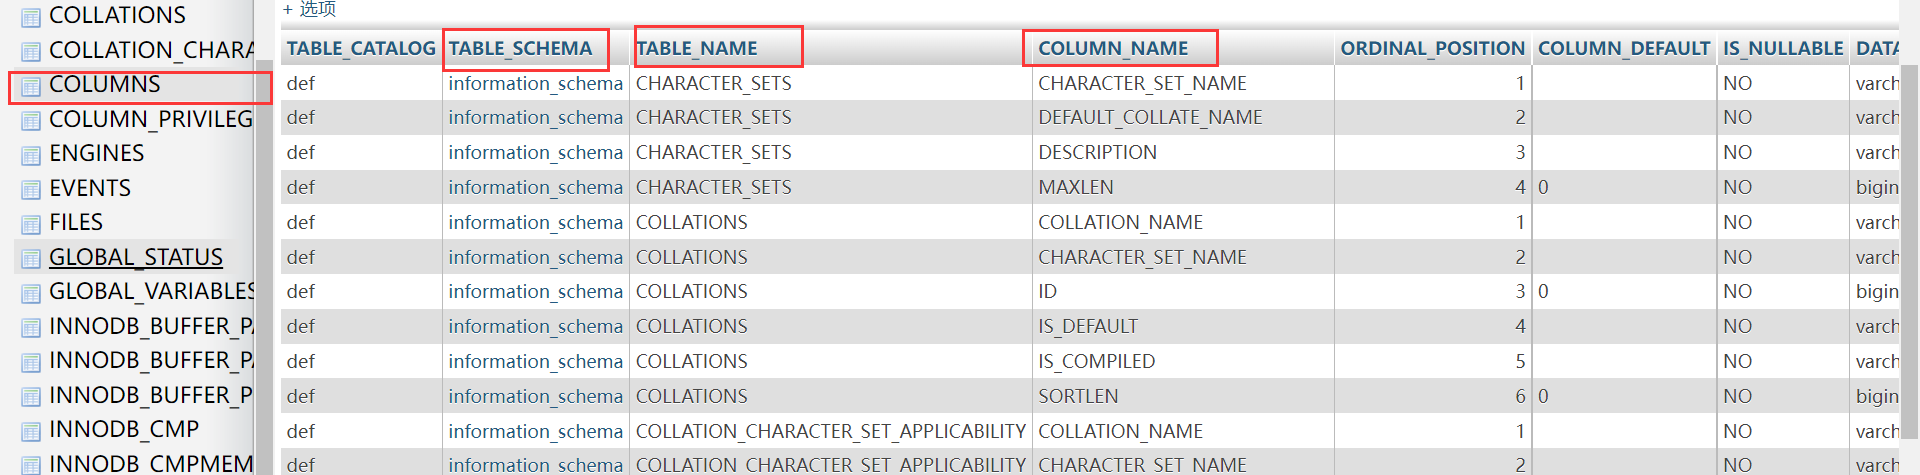 COLLATIONS
COLLATION_CHARA
COLUMNS
COLUMN_PRIVILEG
ENGINES
EVENTS
FILES
GLOBAL_STATUS
GLOBAL_VARIABLES
INNODB_BUFFER_PA
INNODB_BUFFER_PA
INNODB_BUFFER_P
INNODB_CMP
INNODB_CMPMEM
+ 选项
TABLE_CATALOG TABLE_SCHEMA TABLE_NAME COLUMN_NAME ORDINAL_POSITION COLUMN_DEFAULT IS_NULLABLE DATA
def information_schema CHARACTER_SETS CHARACTER_SET_NAME 1 NO varch
def information_schema CHARACTER_SETS DEFAULT_COLLATE_NAME 2 NO varch
def information_schema CHARACTER_SETS DESCRIPTION 3 NO varch
def information_schema CHARACTER_SETS MAXLEN 4 0 NO bigin
def information_schema COLLATIONS COLLATION_NAME 1 NO varch
def information_schema COLLATIONS CHARACTER_SET_NAME 2 NO varch
def information_schema COLLATIONS ID 3 0 NO bigin
def information_schema COLLATIONS IS_DEFAULT 4 NO varch
def information_schema COLLATIONS IS_COMPILED 5 NO varch
def information_schema COLLATIONS SORTLEN 6 0 NO bigin
def information_schema COLLATION_CHARACTER_SET_APPLICABILITY COLLATION_NAME 1 NO varch
def information_schema COLLATION_CHARACTER_SET_APPLICABILITY CHARACTER_SET_NAME 2 NO varch